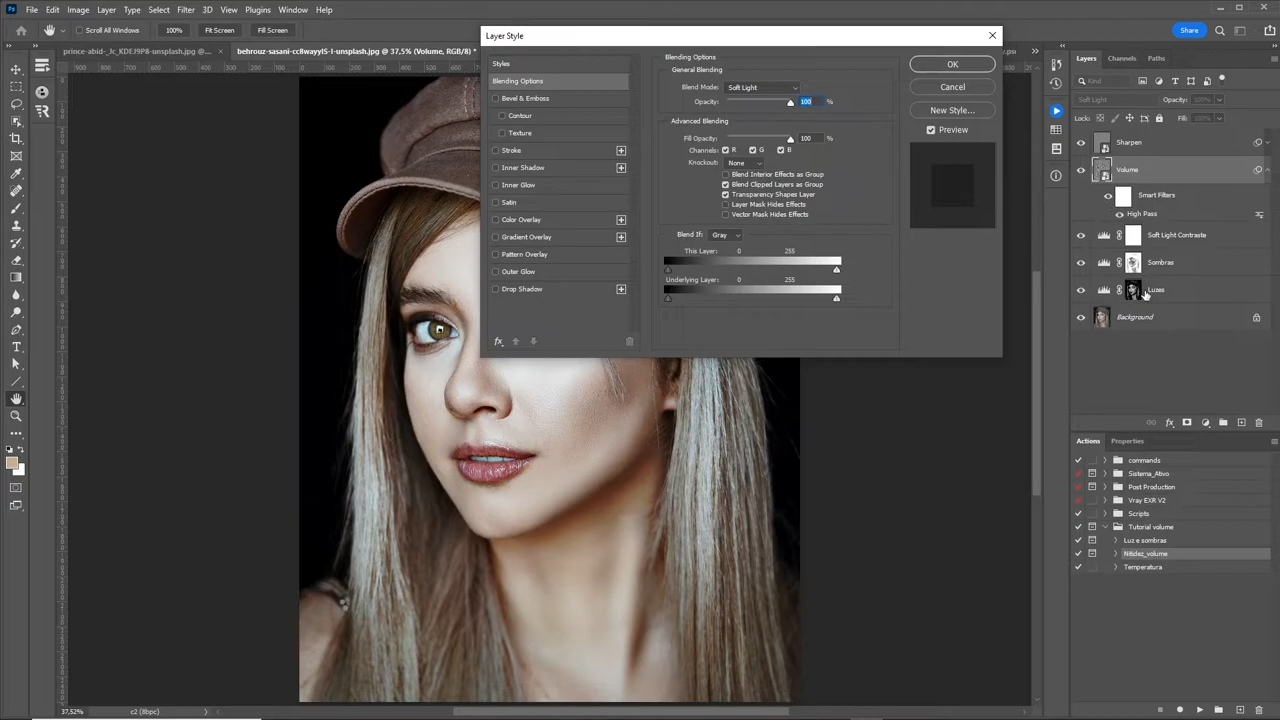 Ps File Edit Image Layer Type Select Filter 3D View Plugins Window Help
Scroll All Windows 100% Fit Screen Fill Screen
Share
prince-abid-_Jc_KDEJ9P8-unsplash.jpg @
behrouz-sasani-cc8wayylS-I-unsplash.jpg @ 37,5% (Volume, RGB/8) *
Layer Style
Styles
Blending Options
Bevel & Emboss
Contour
Texture
Stroke
Inner Shadow
Inner Glow
Satin
Color Overlay
Gradient Overlay
Pattern Overlay
Outer Glow
Drop Shadow
fx
Blending Options
General Blending
Blend Mode: Soft Light
Opacity: 100 %
Advanced Blending
Fill Opacity: 100 %
Channels: R G B
Knockout: None
Blend Interior Effects as Group
Blend Clipped Layers as Group
Transparency Shapes Layer
Layer Mask Hides Effects
Vector Mask Hides Effects
Blend If: Gray
This Layer: 0 255
Underlying Layer: 0 255
OK
Cancel
New Style...
Preview
Layers Channels Paths
Kind
Soft Light Opacity: 100%
Lock: Fill: 100%
Sharpen
Volume
Smart Filters
High Pass
Soft Light Contraste
Sombras
Luzes
Background
Actions Properties
commands
Sistema_Ativo
Post Production
Vray EXR V2
Scripts
Tutorial volume
Luz e sombras
Nitidez_volume
Temperatura
37,52% c2 (8bpc)